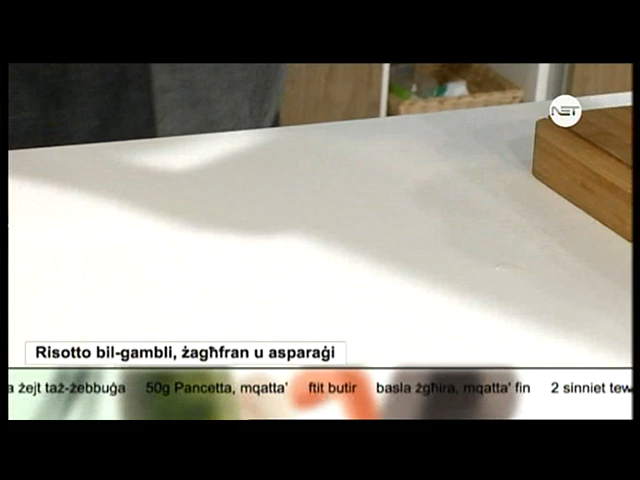 NET
Risotto bil-gambli, żagħfran u asparaġi
a żejt taż-żebbuġa 50g Pancetta, mqatta' ftit butir basla żgħira, mqatta' fin 2 sinniet tew